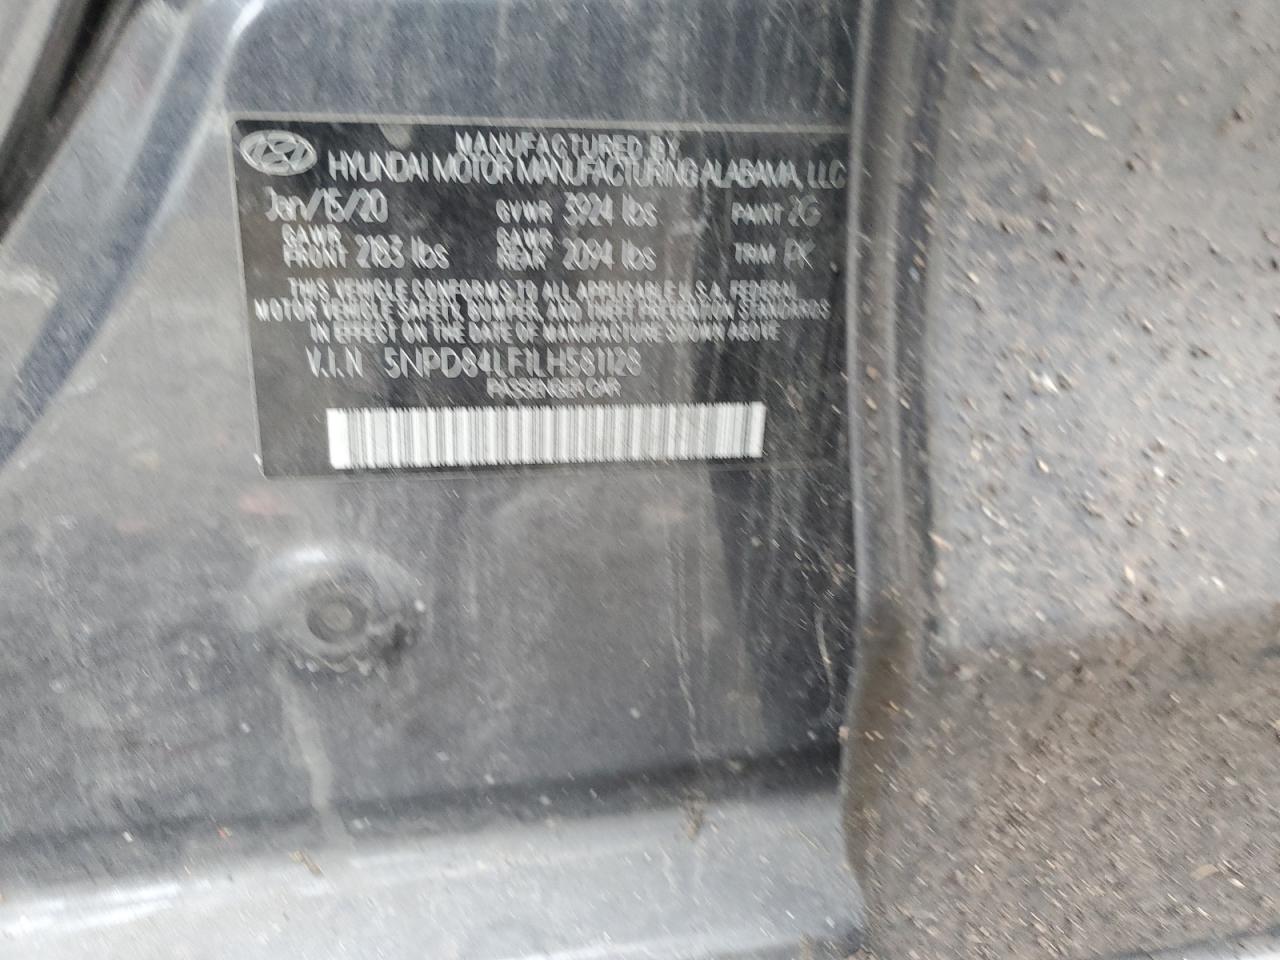 MANUFACTURED BY
HYUNDAI MOTOR MANUFACTURING ALABAMA, LLC
Jan/15/20 GVWR 3924 lbs PAINT 2G
GAWR FRONT 2183 lbs GAWR REAR 2094 lbs TRIM PK
THIS VEHICLE CONFORMS TO ALL APPLICABLE U.S.A. FEDERAL
MOTOR VEHICLE SAFETY, BUMPER, AND THEFT PREVENTION STANDARDS
IN EFFECT ON THE DATE OF MANUFACTURE SHOWN ABOVE
V.I.N 5NPD84LF1LH581128
PASSENGER CAR